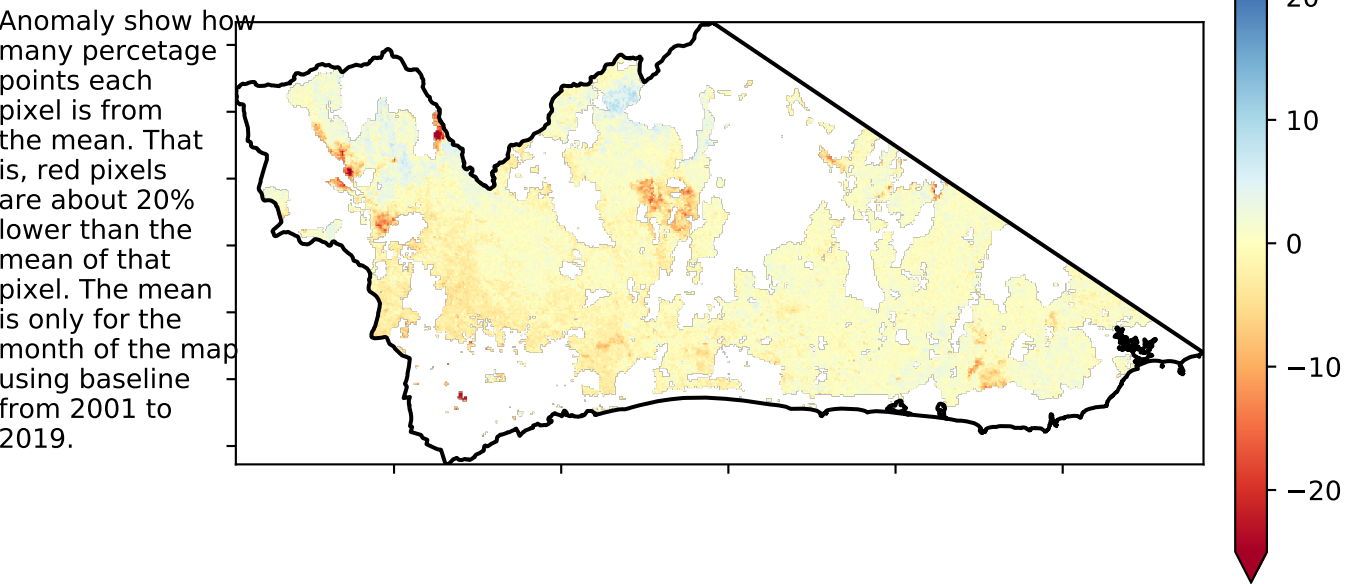 Anomaly show how
many percetage
points each
pixel is from
the mean. That
is, red pixels
are about 20%
lower than the
mean of that
pixel. The mean
is only for the
month of the map
using baseline
from 2001 to
2019.
20
10
0
−10
−20